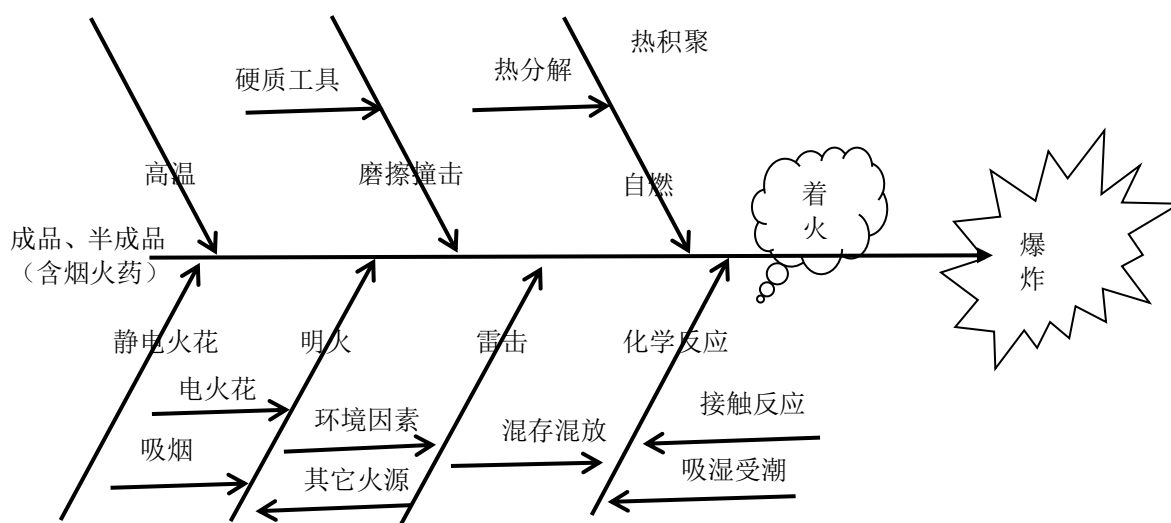 热积聚
热分解
硬质工具
高温
磨擦撞击
自燃
着
火
成品、半成品
（含烟火药）
爆
炸
静电火花
明火
雷击
化学反应
电火花
环境因素
混存混放
接触反应
吸烟
其它火源
吸湿受潮